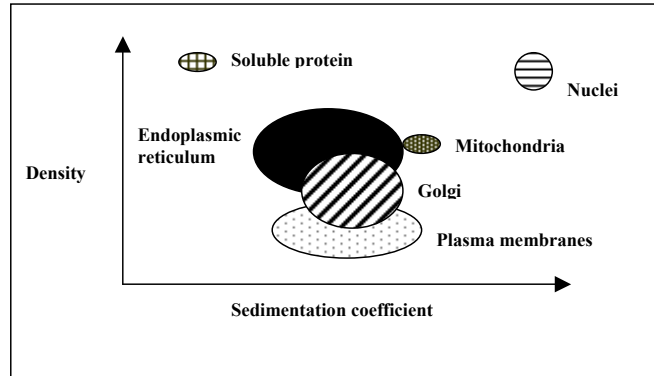 Soluble protein
Nuclei
Endoplasmic
reticulum
Mitochondria
Density
Golgi
Plasma membranes
Sedimentation coefficient